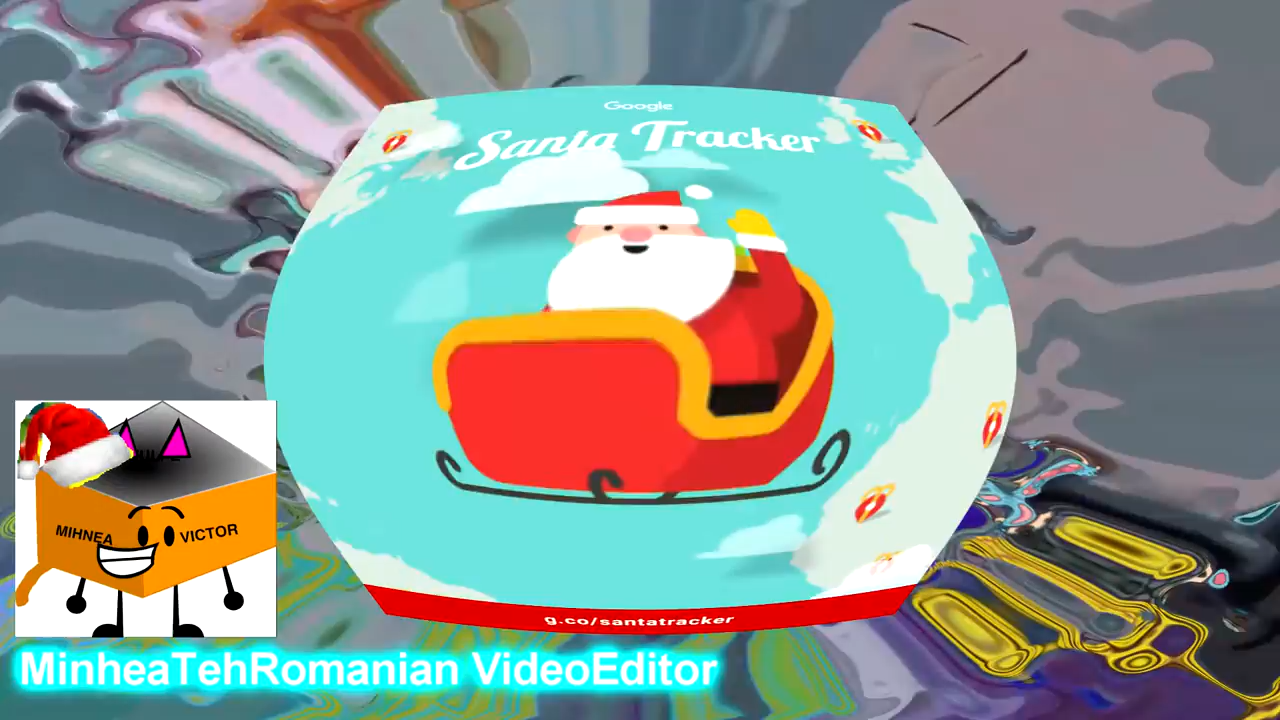 Google
Santa Tracker
MIHNEA VICTOR
g.co/santatracker
MinheaTehRomanian VideoEditor